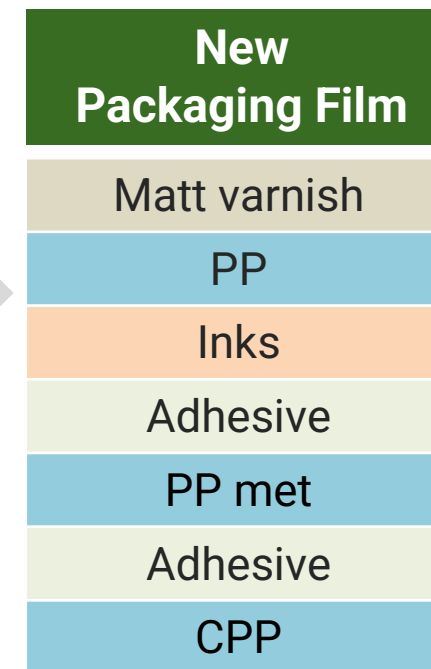 New
Packaging Film
Matt varnish
PP
Inks
Adhesive
PP met
Adhesive
CPP